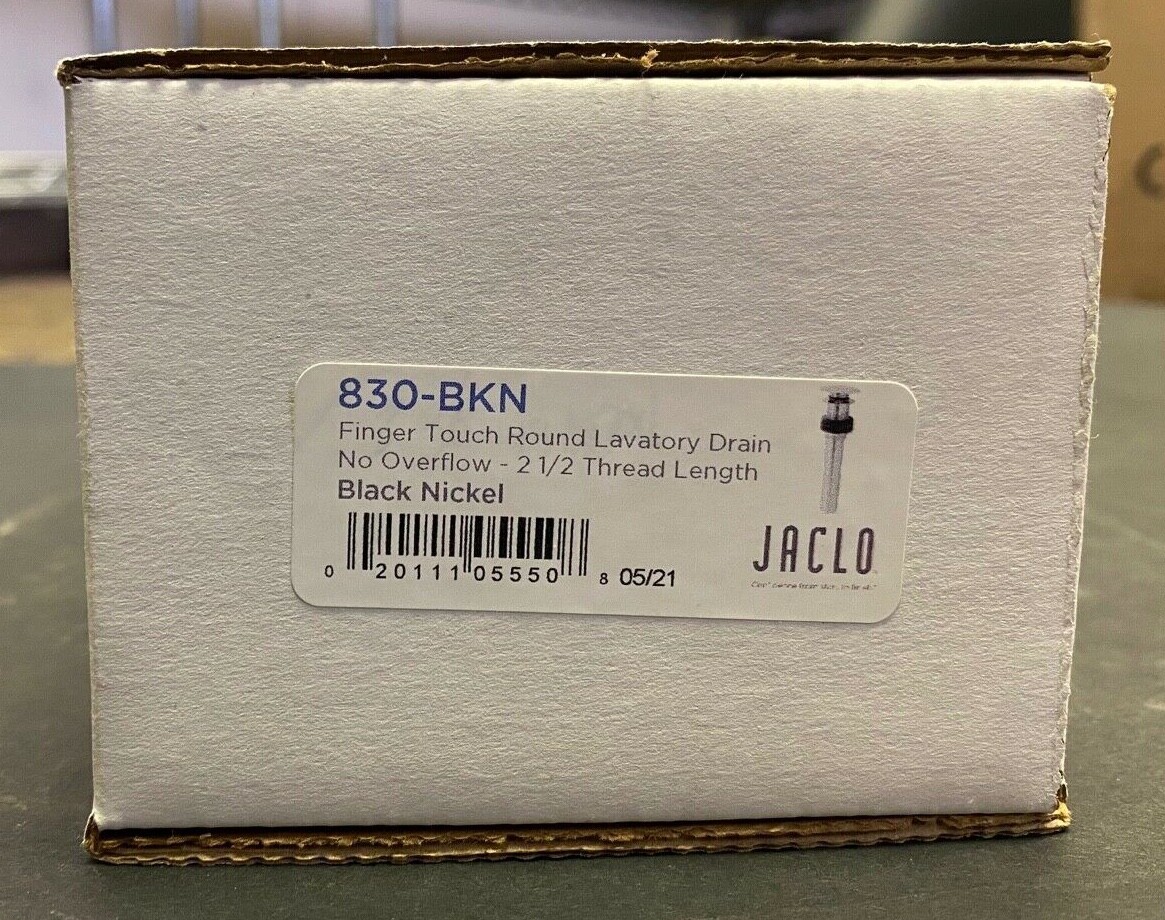 830-BKN
Finger Touch Round Lavatory Drain
No Overflow - 2 1/2 Thread Length
Black Nickel
0 20111 05550 8 05/21
JACLO